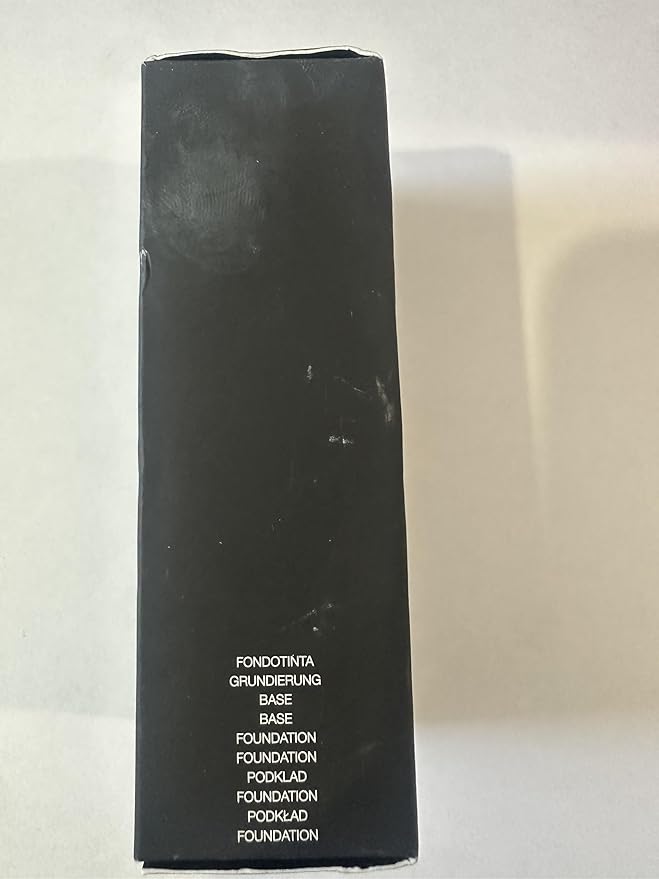 FONDOTINTA
GRUNDIERUNG
BASE
BASE
FOUNDATION
FOUNDATION
PODKLAD
FOUNDATION
PODKŁAD
FOUNDATION